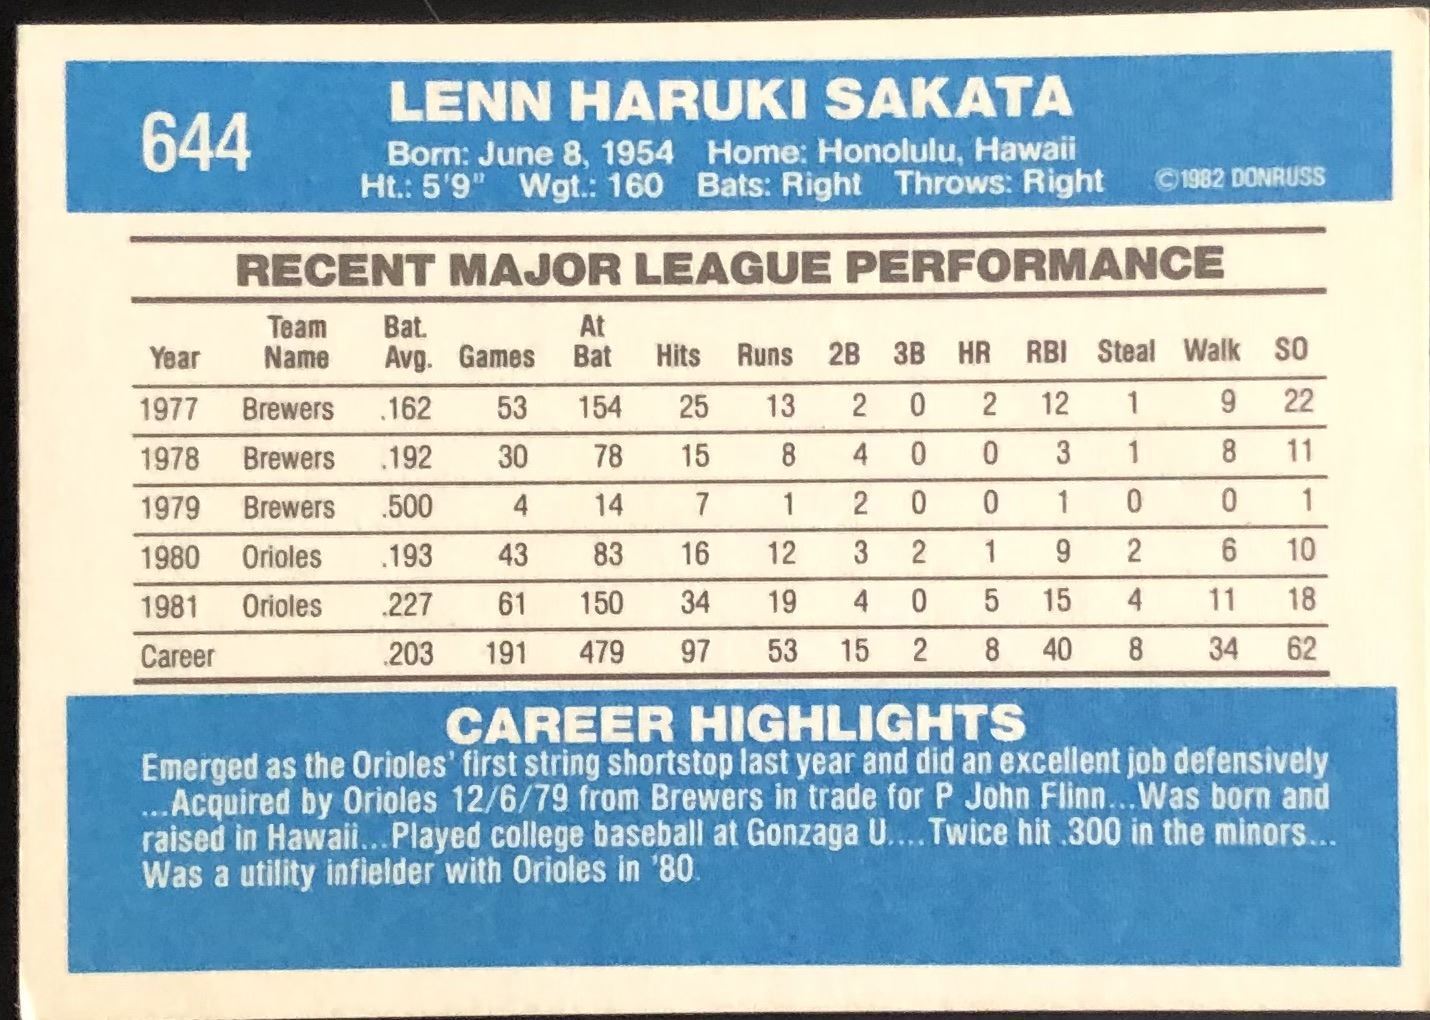 644
LENN HARUKI SAKATA
Born: June 8, 1954 Home: Honolulu, Hawaii
Ht.: 5'9" Wgt.: 160 Bats: Right Throws: Right
©1982 DONRUSS
RECENT MAJOR LEAGUE PERFORMANCE
Year Team Name Bat. Avg. Games At Bat Hits Runs 2B 3B HR RBI Steal Walk SO
1977 Brewers .162 53 154 25 13 2 0 2 12 1 9 22
1978 Brewers .192 30 78 15 8 4 0 0 3 1 8 11
1979 Brewers .500 4 14 7 1 2 0 0 1 0 0 1
1980 Orioles .193 43 83 16 12 3 2 1 9 2 6 10
1981 Orioles .227 61 150 34 19 4 0 5 15 4 11 18
Career .203 191 479 97 53 15 2 8 40 8 34 62
CAREER HIGHLIGHTS
Emerged as the Orioles' first string shortstop last year and did an excellent job defensively
...Acquired by Orioles 12/6/79 from Brewers in trade for P John Flinn...Was born and
raised in Hawaii...Played college baseball at Gonzaga U....Twice hit .300 in the minors...
Was a utility infielder with Orioles in '80.